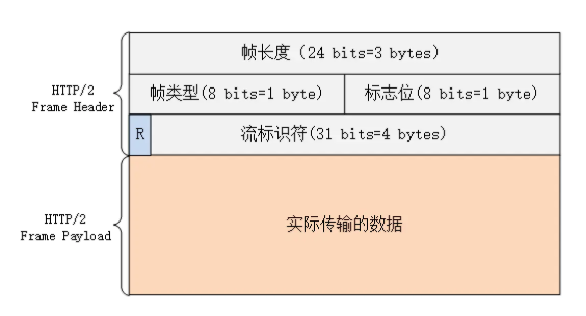 帧长度（24 bits=3 bytes）
HTTP/2
Frame Header
帧类型(8 bits=1 byte)
标志位(8 bits=1 byte)
R
流标识符(31 bits=4 bytes)
HTTP/2
Frame Payload
实际传输的数据